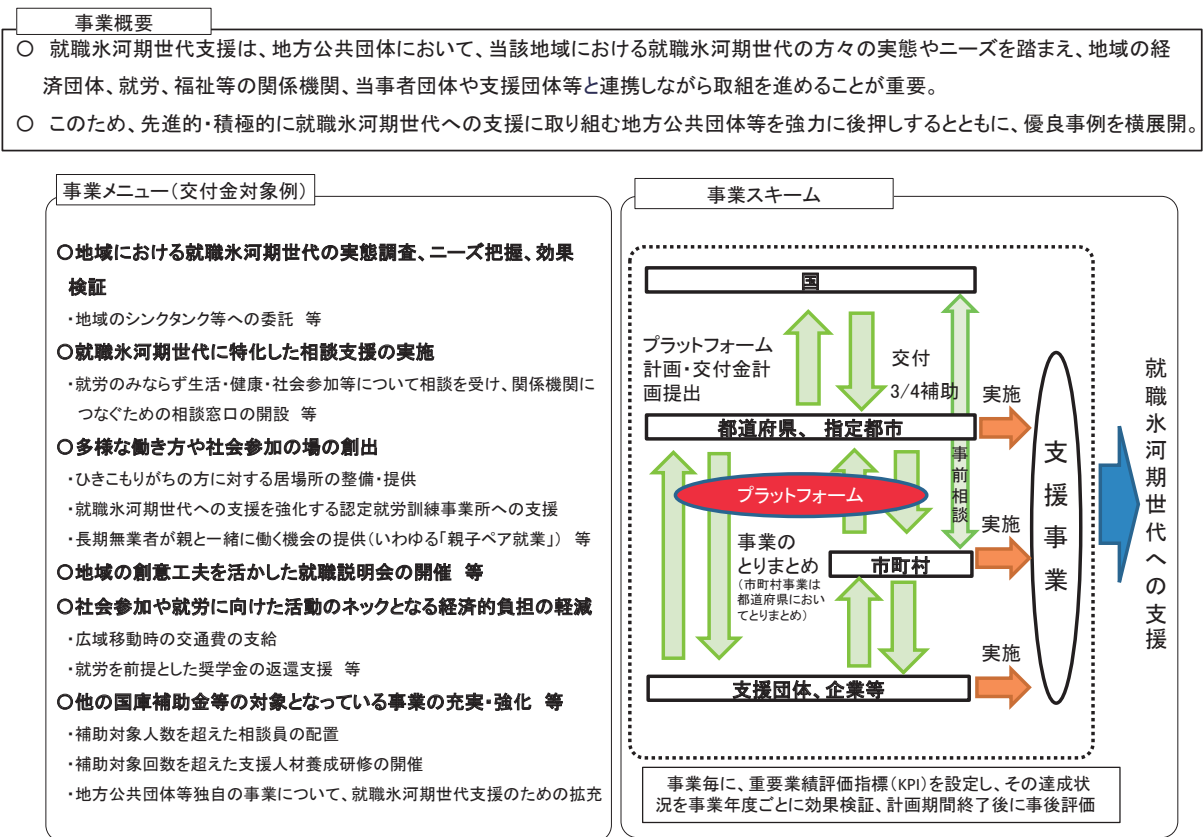 事業概要
○ 就職氷河期世代支援は、地方公共団体において、当該地域における就職氷河期世代の方々の実態やニーズを踏まえ、地域の経
済団体、就労、福祉等の関係機関、当事者団体や支援団体等と連携しながら取組を進めることが重要。
○ このため、先進的・積極的に就職氷河期世代への支援に取り組む地方公共団体等を強力に後押しするとともに、優良事例を横展開。
事業メニュー(交付金対象例)
○地域における就職氷河期世代の実態調査、ニーズ把握、効果
検証
・地域のシンクタンク等への委託 等
○就職氷河期世代に特化した相談支援の実施
・就労のみならず生活・健康・社会参加等について相談を受け、関係機関に
つなぐための相談窓口の開設 等
○多様な働き方や社会参加の場の創出
・ひきこもりがちの方に対する居場所の整備・提供
・就職氷河期世代への支援を強化する認定就労訓練事業所への支援
・長期無業者が親と一緒に働く機会の提供(いわゆる「親子ペア就業」) 等
○地域の創意工夫を活かした就職説明会の開催 等
○社会参加や就労に向けた活動のネックとなる経済的負担の軽減
・広域移動時の交通費の支給
・就労を前提とした奨学金の返還支援 等
○他の国庫補助金等の対象となっている事業の充実・強化 等
・補助対象人数を超えた相談員の配置
・補助対象回数を超えた支援人材養成研修の開催
・地方公共団体等独自の事業について、就職氷河期世代支援のための拡充
事業スキーム
国
プラットフォーム
計画・交付金計
画提出
交付
3/4補助
実施
都道府県、 指定都市
事前相談
プラットフォーム
事業の
とりまとめ
(市町村事業は
都道府県におい
てとりまとめ)
実施
市町村
実施
支援団体、企業等
支援事業
就職氷河期世代への支援
事業毎に、重要業績評価指標(KPI)を設定し、その達成状
況を事業年度ごとに効果検証、計画期間終了後に事後評価